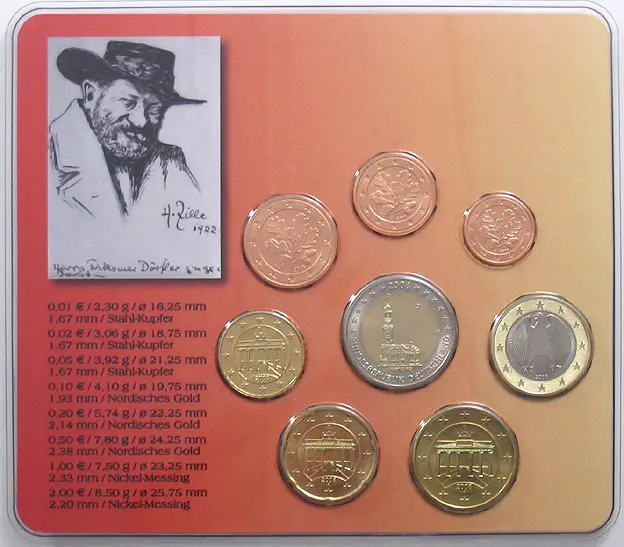 H. Zille
1922.
0,01 € / 2,30 g / ø 16,25 mm
1,67 mm / Stahl-Kupfer
0,02 € / 3,06 g / ø 18,75 mm
1,67 mm / Stahl-Kupfer
0,05 € / 3,92 g / ø 21,25 mm
1,67 mm / Stahl-Kupfer
0,10 € / 4,10 g / ø 19,75 mm
1,93 mm / Nordisches Gold
0,20 € / 5,74 g / ø 22,25 mm
2,14 mm / Nordisches Gold
0,50 € / 7,80 g / ø 24,25 mm
2,38 mm / Nordisches Gold
1,00 € / 7,50 g / ø 23,25 mm
2,33 mm / Nickel-Messing
2,00 € / 8,50 g / ø 25,75 mm
2,20 mm / Nickel-Messing
2008
BUNDESREPUBLIK DEUTSCHLAND